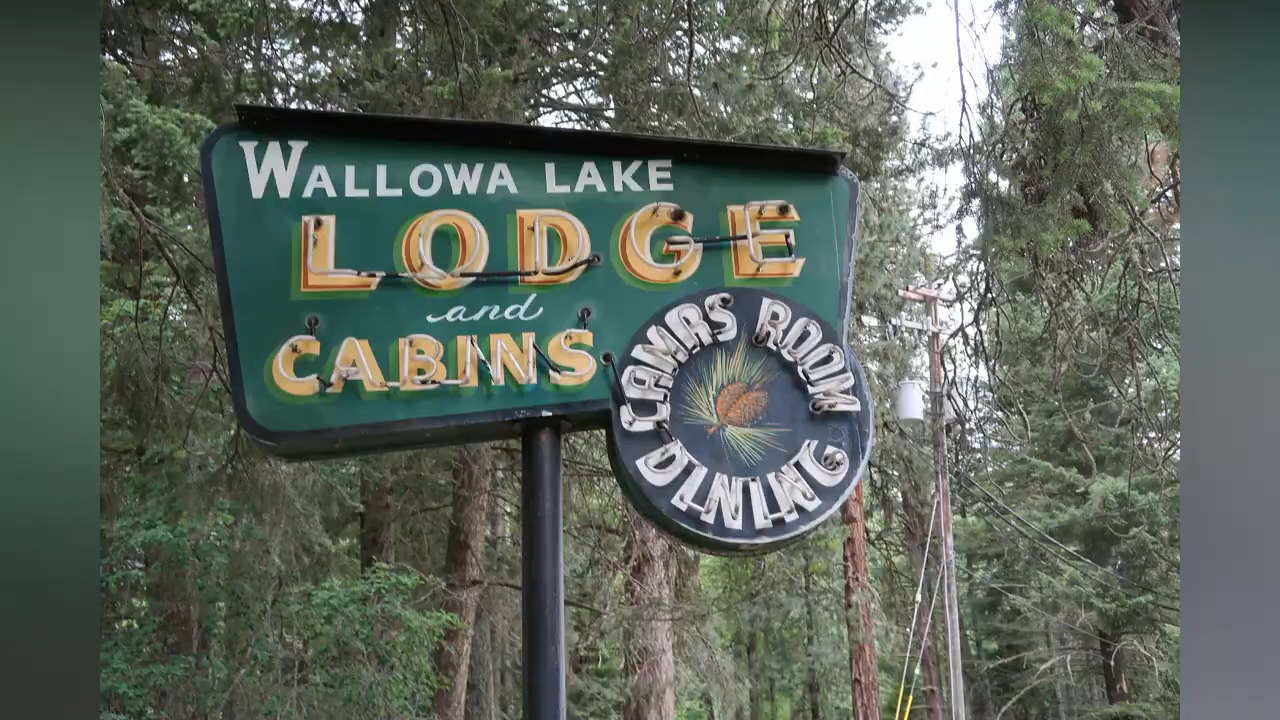 WALLOWA LAKE
LODGE
and
CABINS
CAMAS ROOM
DINING